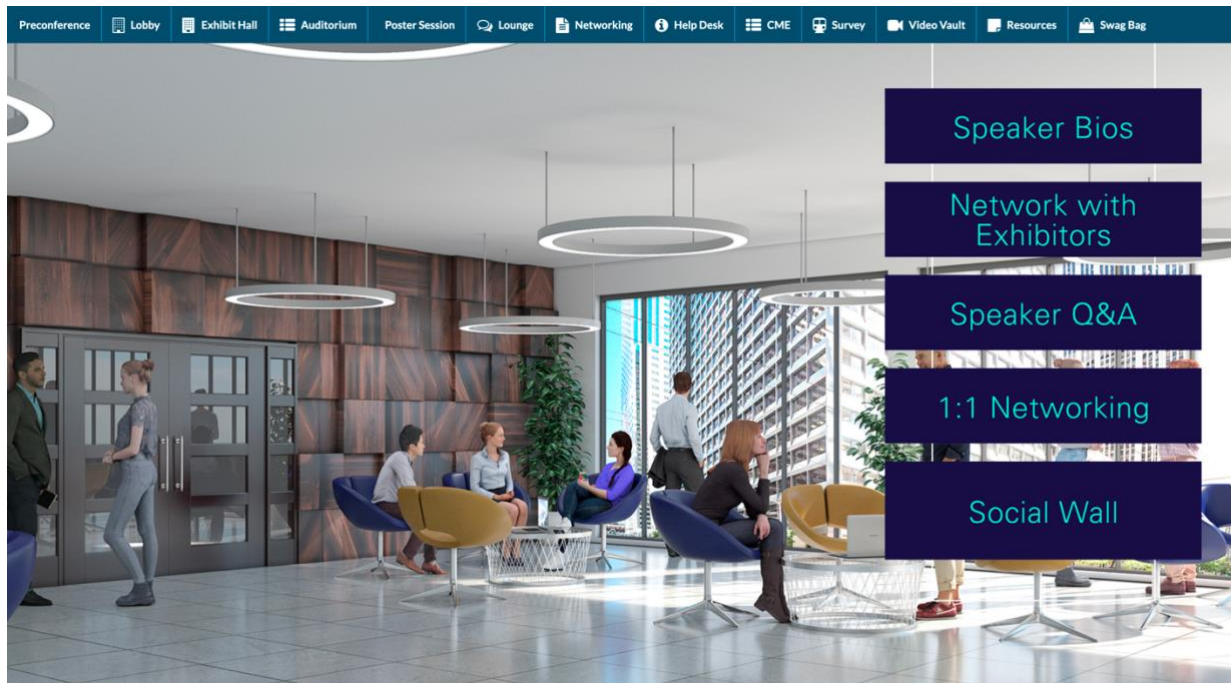 Preconference Lobby Exhibit Hall Auditorium Poster Session Lounge Networking Help Desk CME Survey Video Vault Resources Swag Bag
Speaker Bios
Network with
Exhibitors
Speaker Q&A
1:1 Networking
Social Wall